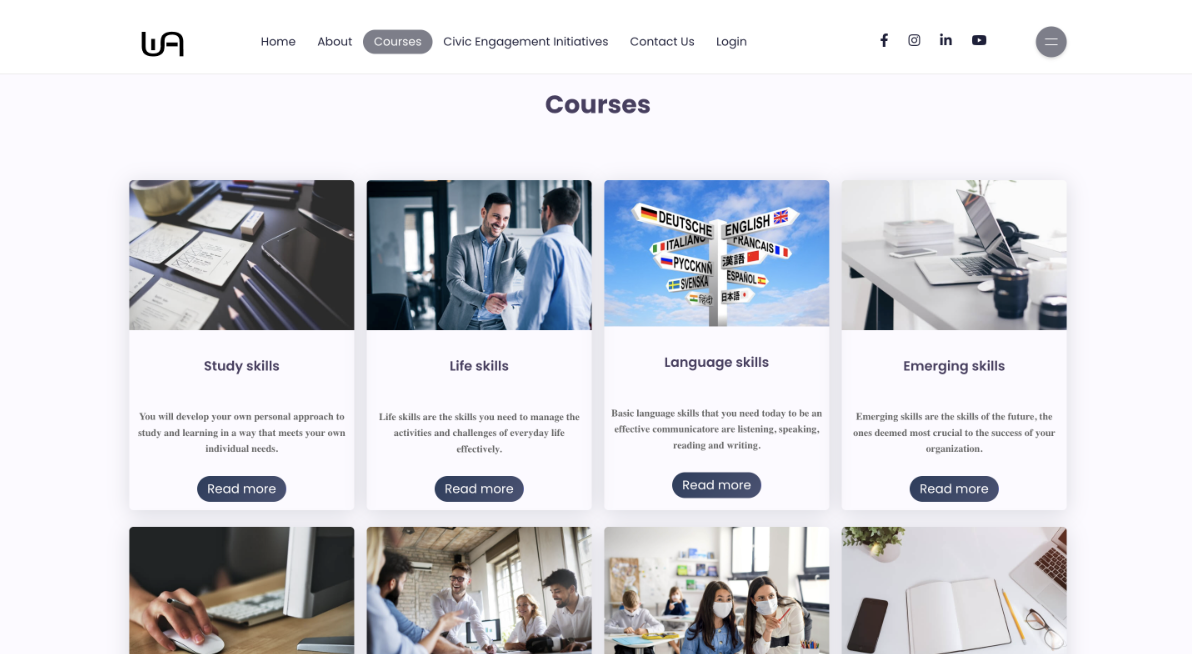 Home About Courses Civic Engagement Initiatives Contact Us Login
Courses
DEUTSCHE
ENGLISH
ITALIANO
FRANCAIS
漢語
ESPAÑOL
SVENSKA
हिन्दी
日本語
Study skills
You will develop your own personal approach to
study and learning in a way that meets your own
individual needs.
Read more
Life skills
Life skills are the skills you need to manage the
activities and challenges of everyday life
effectively.
Read more
Language skills
Basic language skills that you need today to be an
effective communicatore are listening, speaking,
reading and writing.
Read more
Emerging skills
Emerging skills are the skills of the future, the
ones deemed most crucial to the success of your
organization.
Read more